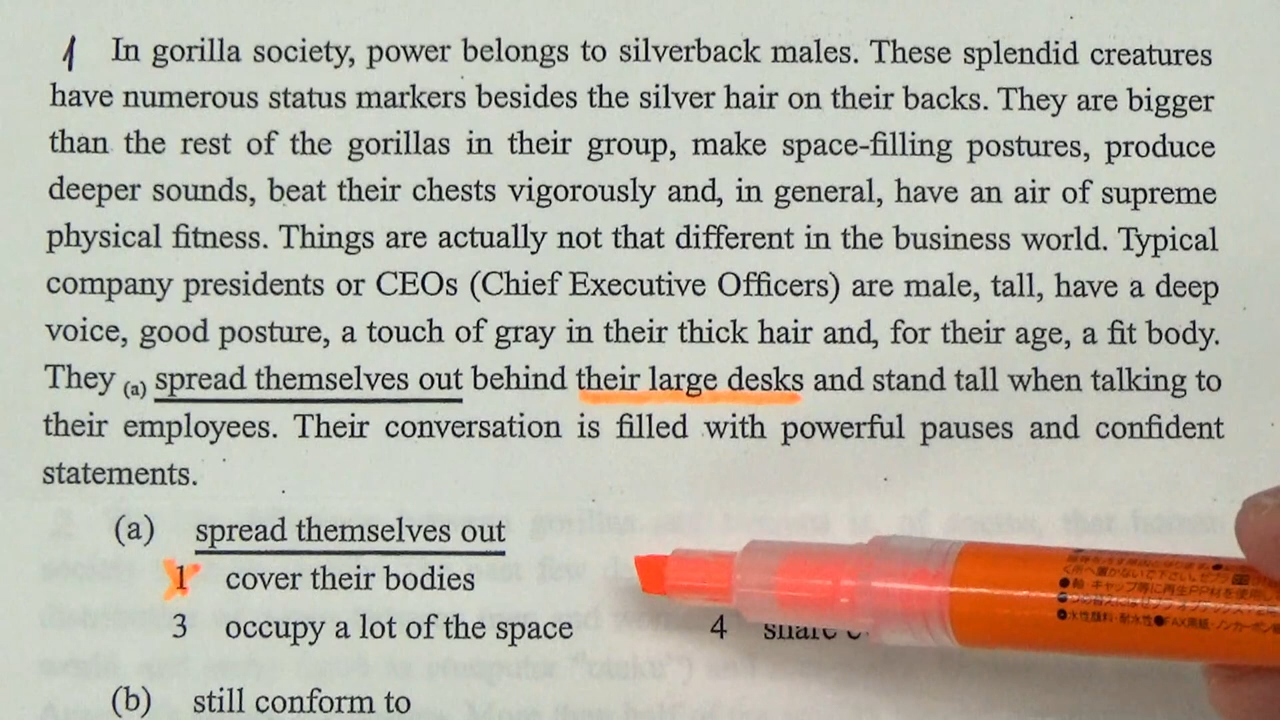 1 In gorilla society, power belongs to silverback males. These splendid creatures
have numerous status markers besides the silver hair on their backs. They are bigger
than the rest of the gorillas in their group, make space-filling postures, produce
deeper sounds, beat their chests vigorously and, in general, have an air of supreme
physical fitness. Things are actually not that different in the business world. Typical
company presidents or CEOs (Chief Executive Officers) are male, tall, have a deep
voice, good posture, a touch of gray in their thick hair and, for their age, a fit body.
They (a) spread themselves out behind their large desks and stand tall when talking to
their employees. Their conversation is filled with powerful pauses and confident
statements.
(a) spread themselves out
1 cover their bodies
3 occupy a lot of the space 4 share
(b) still conform to